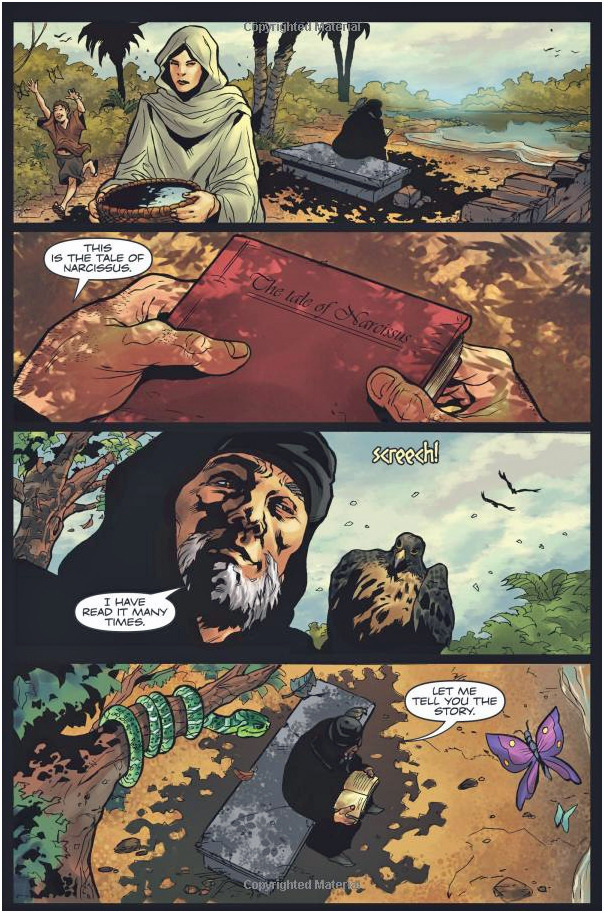 Copyrighted Material
THIS
IS THE TALE OF
NARCISSUS.
The tale of Narcissus
screech!
I HAVE
READ IT MANY
TIMES.
LET ME
TELL YOU THE
STORY.
Copyrighted Material